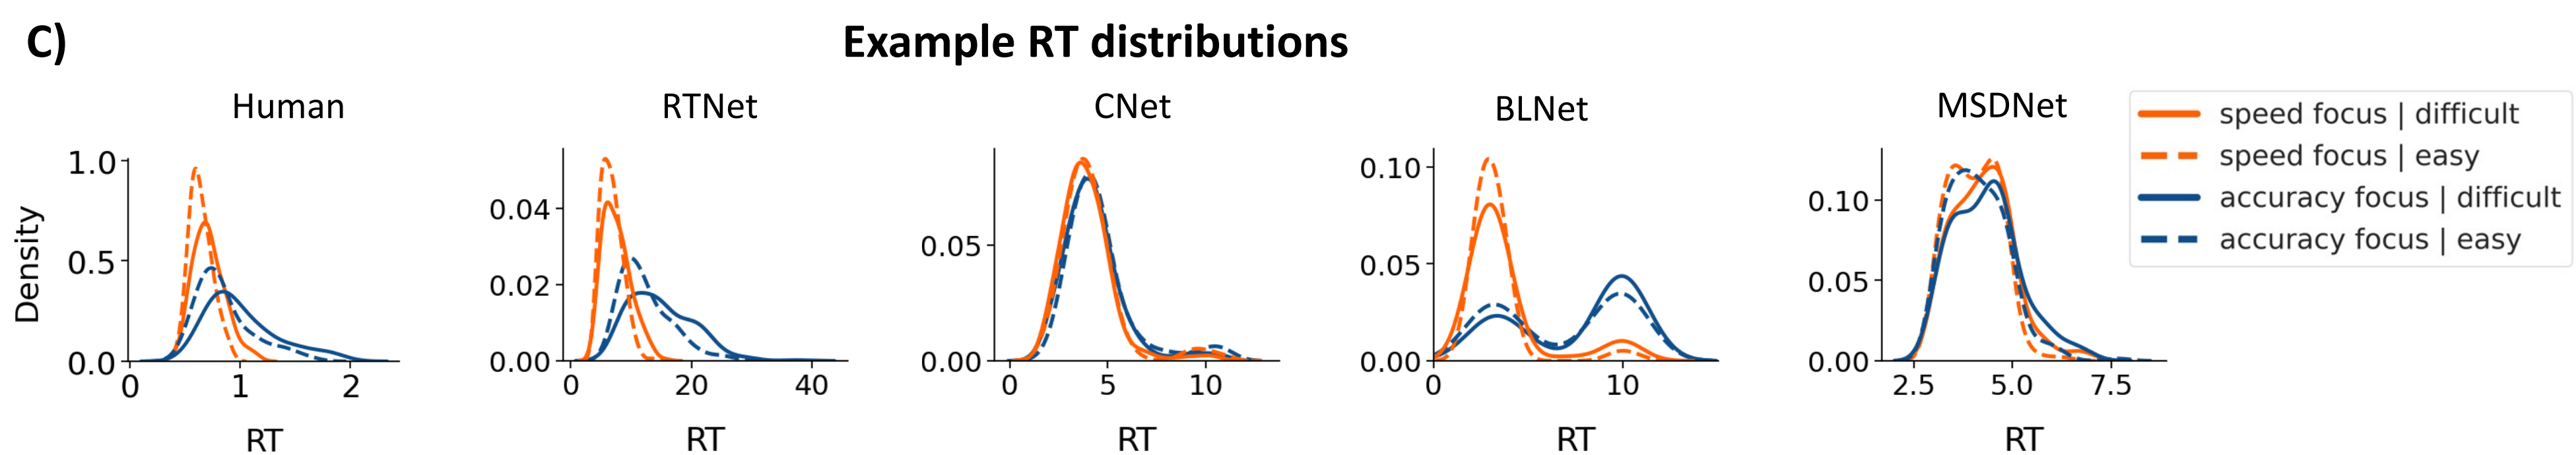 C)
Example RT distributions
Human
RTNet
CNet
BLNet
MSDNet
speed focus | difficult
speed focus | easy
accuracy focus | difficult
accuracy focus | easy
Density
1.0
0.5
0.0
0 1 2
RT
0.04
0.02
0.00
0 20 40
RT
0.05
0.00
0 5 10
RT
0.10
0.05
0.00
0 10
RT
0.10
0.05
0.00
2.5 5.0 7.5
RT